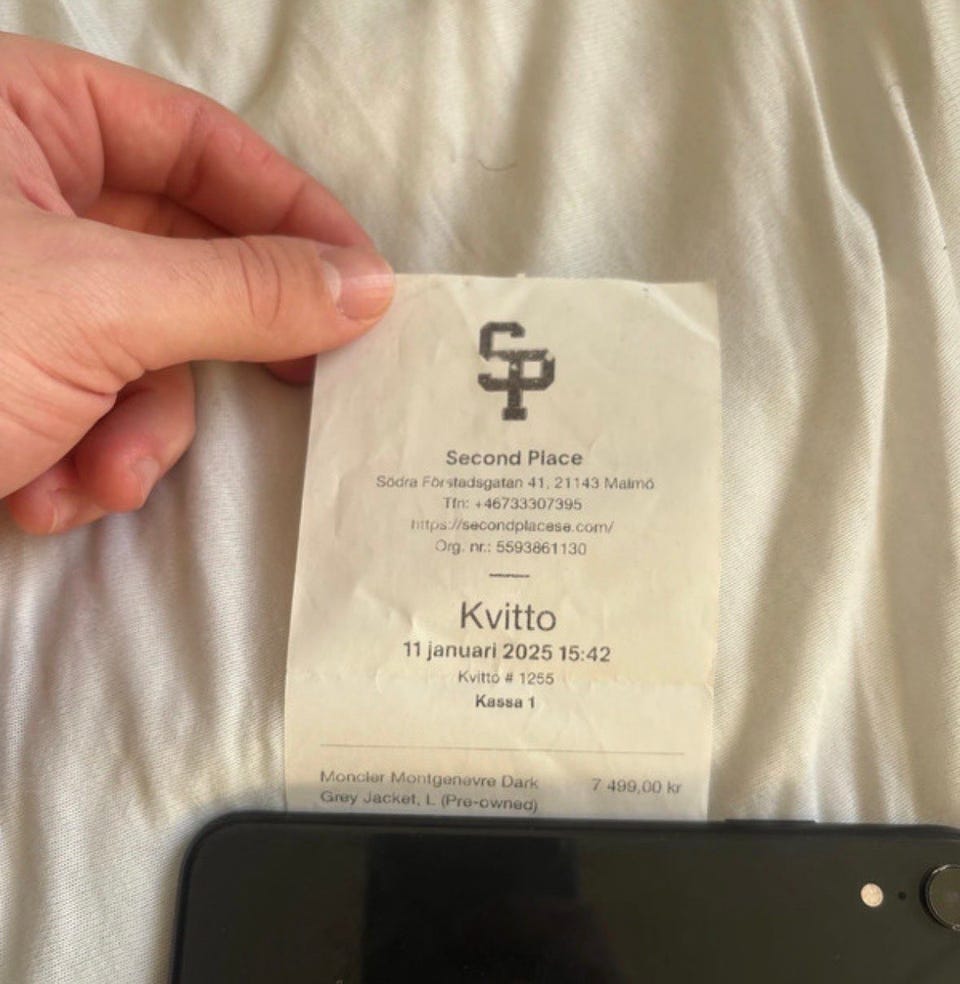 SP
Second Place
Södra Förstadsgatan 41, 21143 Malmö
Tfn: +46733307395
https://secondplacese.com/
Org. nr.: 5593861130
Kvitto
11 januari 2025 15:42
Kvitto # 1255
Kassa 1
Moncler Montgenevre Dark 7 499,00 kr
Grey Jacket, L (Pre-owned)